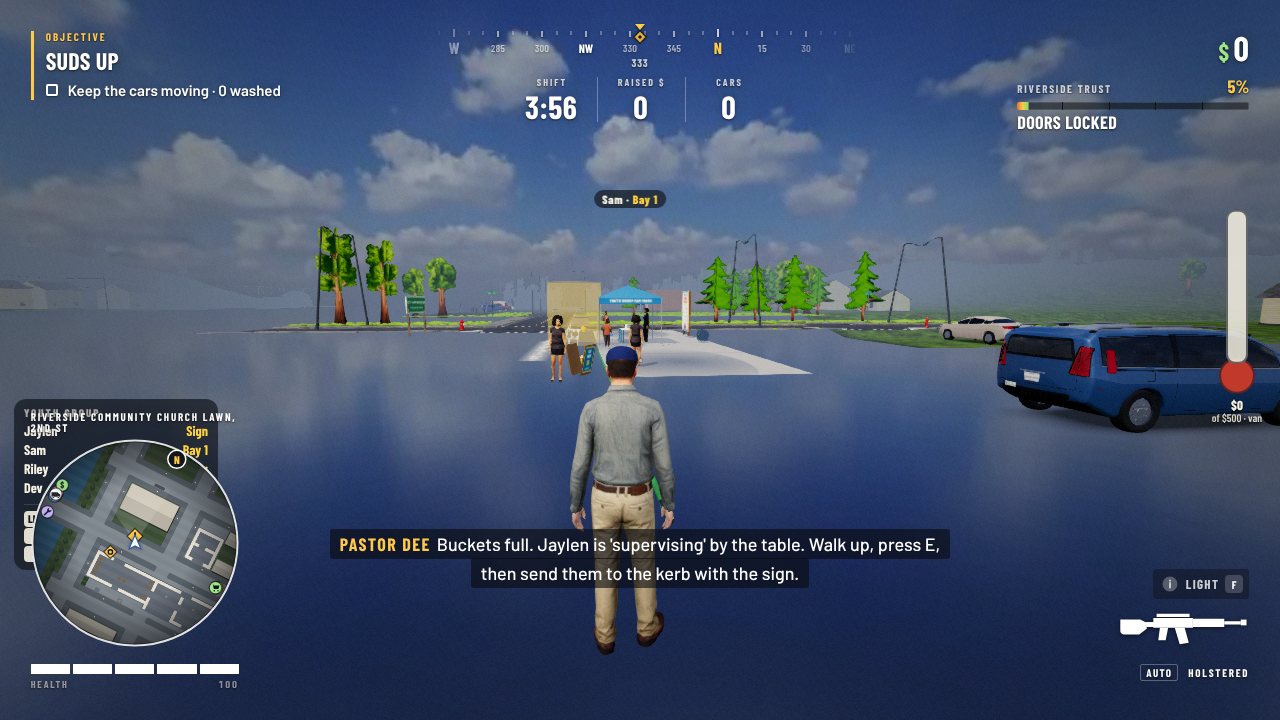 OBJECTIVE
SUDS UP
Keep the cars moving · 0 washed
W 285 300 NW 330 345 N 15 30 NE
333
SHIFT
3:56
RAISED $
0
CARS
0
$ 0
RIVERSIDE TRUST 5%
DOORS LOCKED
Sam · Bay 1
$0
of $500 · van
YOUTH GROUP
RIVERSIDE COMMUNITY CHURCH LAWN,
2ND ST
Jaylen Sign
Sam Bay 1
Riley
Dev
N
PASTOR DEE Buckets full. Jaylen is 'supervising' by the table. Walk up, press E,
then send them to the kerb with the sign.
i LIGHT F
AUTO HOLSTERED
HEALTH 100